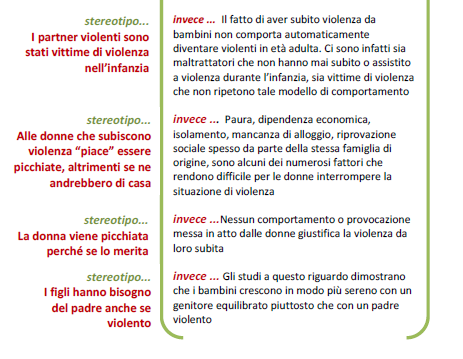 stereotipo...
I partner violenti sono
stati vittime di violenza
nell'infanzia
invece ... Il fatto di aver subito violenza da
bambini non comporta automaticamente
diventare violenti in età adulta. Ci sono infatti sia
maltrattatori che non hanno mai subito o assistito
a violenza durante l'infanzia, sia vittime di violenza
che non ripetono tale modello di comportamento
stereotipo...
Alle donne che subiscono
violenza "piace" essere
picchiate, altrimenti se ne
andrebbero di casa
invece ... Paura, dipendenza economica,
isolamento, mancanza di alloggio, riprovazione
sociale spesso da parte della stessa famiglia di
origine, sono alcuni dei numerosi fattori che
rendono difficile per le donne interrompere la
situazione di violenza
stereotipo...
La donna viene picchiata
perché se lo merita
invece ...Nessun comportamento o provocazione
messa in atto dalle donne giustifica la violenza da
loro subita
stereotipo...
I figli hanno bisogno
del padre anche se
violento
invece ... Gli studi a questo riguardo dimostrano
che i bambini crescono in modo più sereno con un
genitore equilibrato piuttosto che con un padre
violento